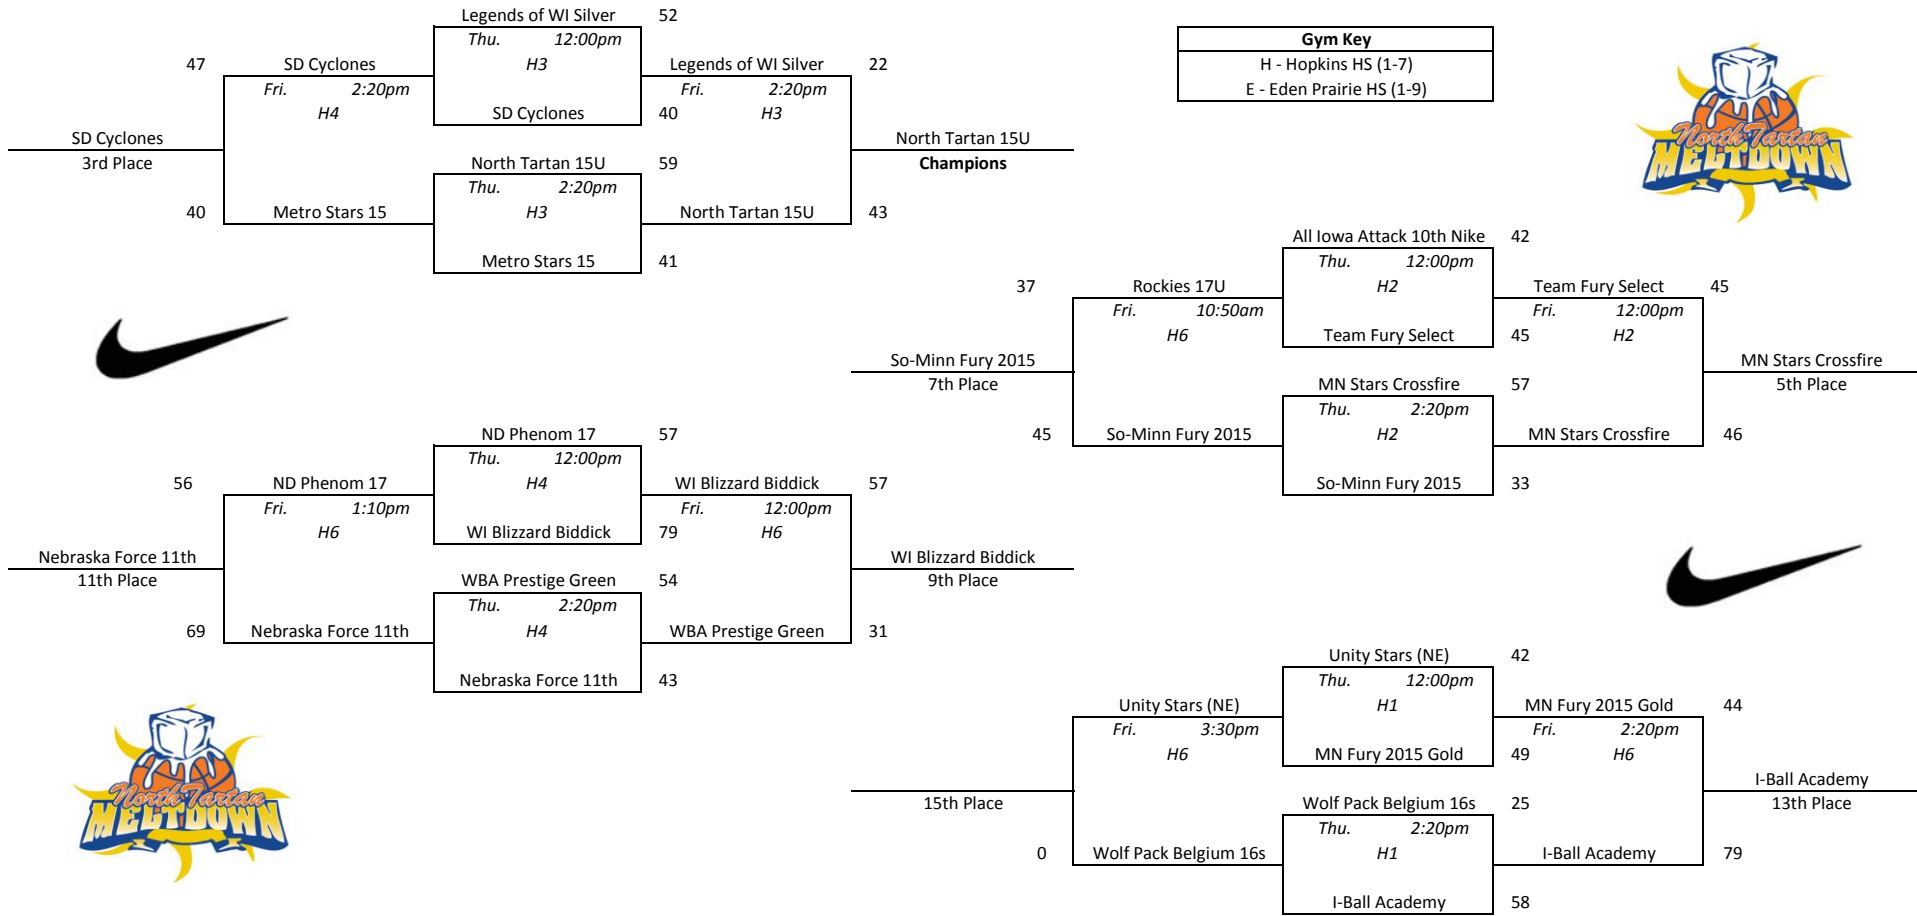 Legends of WI Silver 52
Thu. 12:00pm
H3
47 SD Cyclones
Legends of WI Silver 22
Fri. 2:20pm
H4
SD Cyclones 40
Fri. 2:20pm
H3
SD Cyclones
3rd Place
North Tartan 15U
Champions
North Tartan 15U 59
Thu. 2:20pm
H3
40 Metro Stars 15
North Tartan 15U 43
Metro Stars 15 41
Gym Key
H - Hopkins HS (1-7)
E - Eden Prairie HS (1-9)
North Tartan
MELTDOWN
All Iowa Attack 10th Nike 42
Thu. 12:00pm
H2
37 Rockies 17U
Team Fury Select 45
Fri. 10:50am
H6
Team Fury Select 45
Fri. 12:00pm
H2
So-Minn Fury 2015
7th Place
MN Stars Crossfire
5th Place
MN Stars Crossfire 57
Thu. 2:20pm
H2
45 So-Minn Fury 2015
MN Stars Crossfire 46
So-Minn Fury 2015 33
ND Phenom 17 57
Thu. 12:00pm
H4
56 ND Phenom 17
WI Blizzard Biddick 57
Fri. 1:10pm
H6
WI Blizzard Biddick 79
Fri. 12:00pm
H6
Nebraska Force 11th
11th Place
WI Blizzard Biddick
9th Place
WBA Prestige Green 54
Thu. 2:20pm
H4
69 Nebraska Force 11th
WBA Prestige Green 31
Nebraska Force 11th 43
North Tartan
MELTDOWN
Unity Stars (NE) 42
Thu. 12:00pm
H1
Unity Stars (NE)
MN Fury 2015 Gold 44
Fri. 3:30pm
H6
MN Fury 2015 Gold 49
Fri. 2:20pm
H6
15th Place
I-Ball Academy
13th Place
Wolf Pack Belgium 16s 25
Thu. 2:20pm
H1
0 Wolf Pack Belgium 16s
I-Ball Academy 79
I-Ball Academy 58